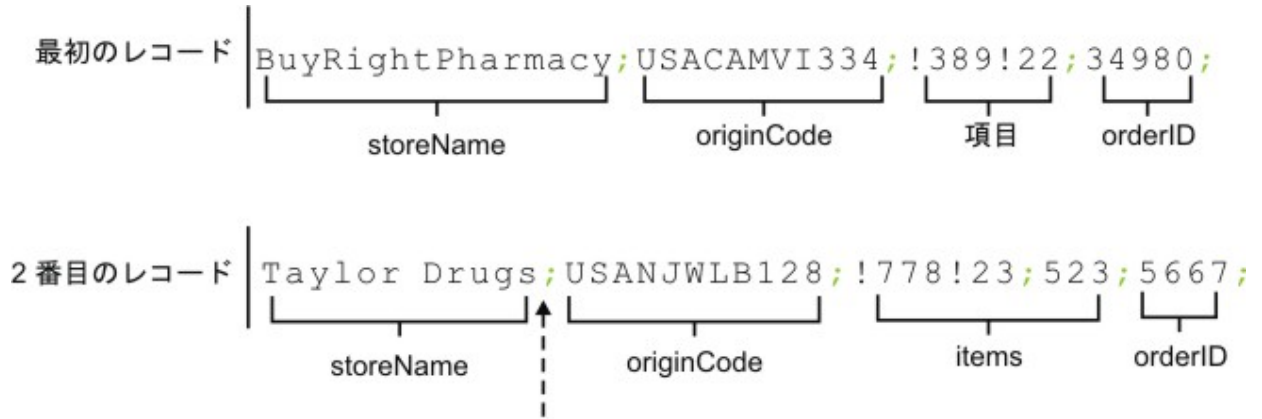 最初のレコード BuyRightPharmacy;USACAMVI334;!389!22;34980;
storeName originCode 項目 orderID
2 番目のレコード Taylor Drugs;USANJWLB128;!778!23;523;5667;
storeName originCode items orderID